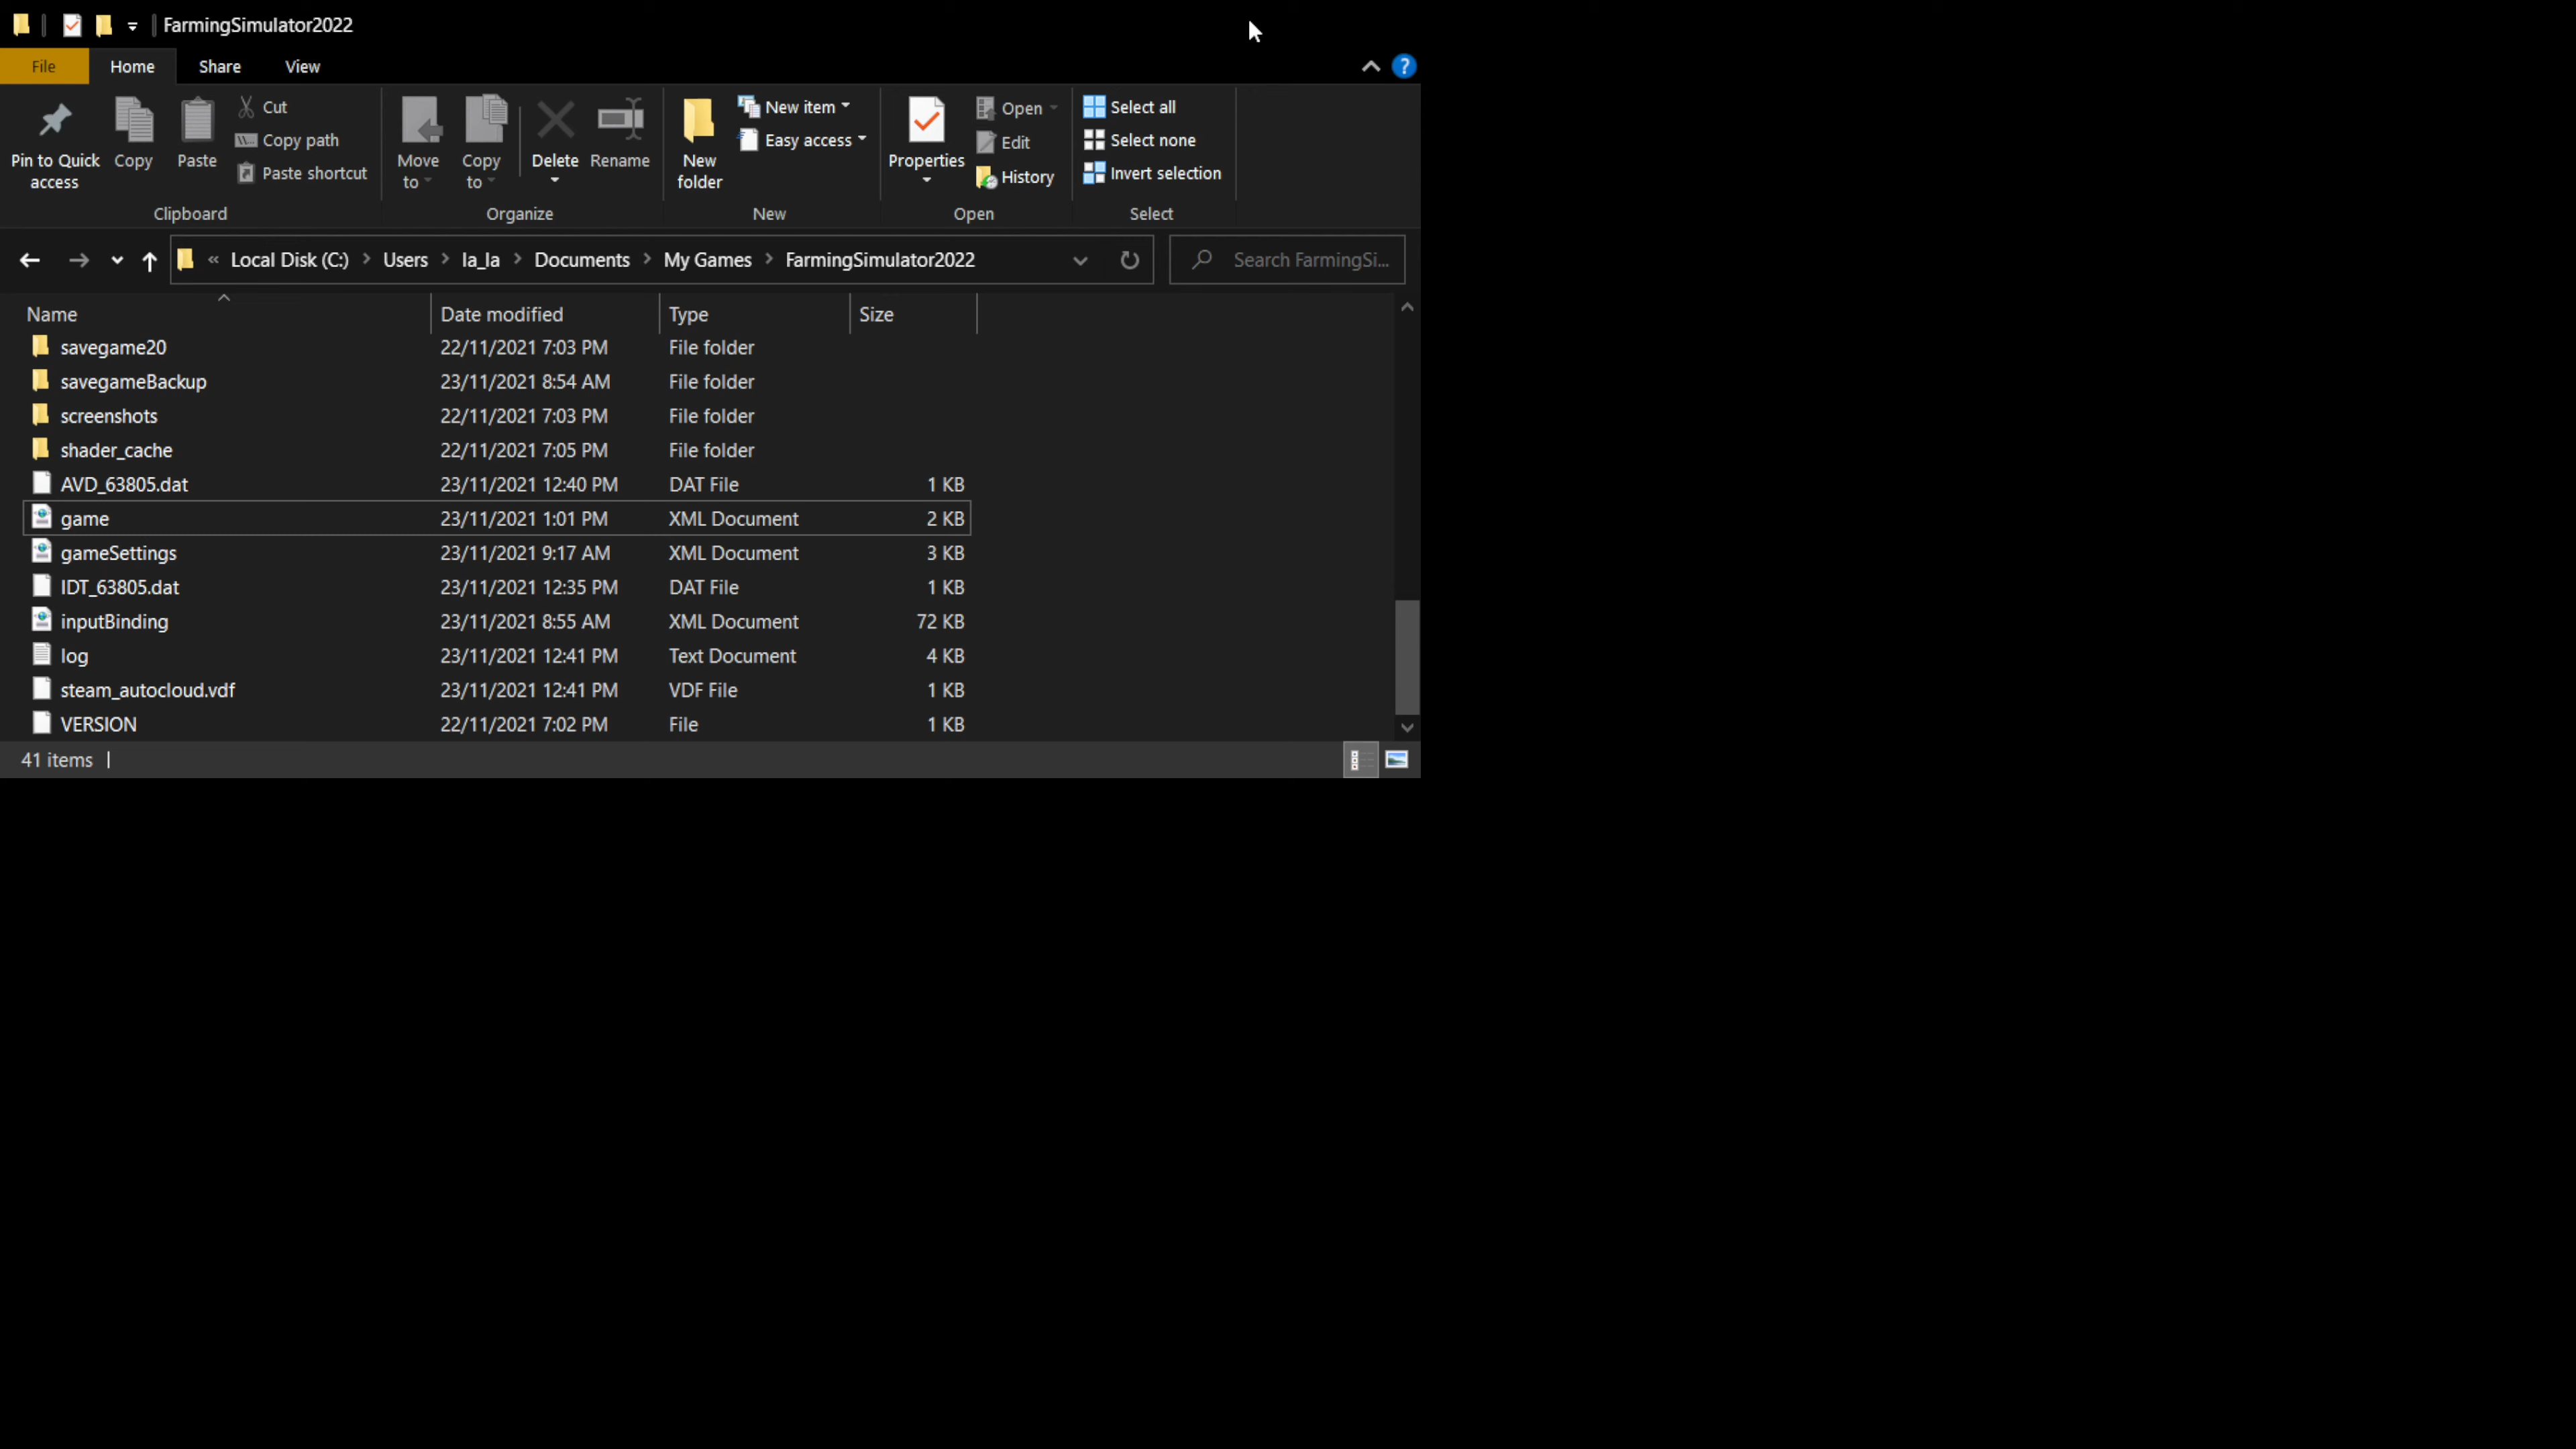 FarmingSimulator2022
File Home Share View
Pin to Quick access
Copy
Paste
Cut
Copy path
Paste shortcut
Clipboard
Move to
Copy to
Delete
Rename
Organize
New folder
New item
Easy access
New
Properties
Open
Edit
History
Open
Select all
Select none
Invert selection
Select
« Local Disk (C:) > Users > la_la > Documents > My Games > FarmingSimulator2022
Search FarmingSi...
Name Date modified Type Size
savegame20 22/11/2021 7:03 PM File folder
savegameBackup 23/11/2021 8:54 AM File folder
screenshots 22/11/2021 7:03 PM File folder
shader_cache 22/11/2021 7:05 PM File folder
AVD_63805.dat 23/11/2021 12:40 PM DAT File 1 KB
game 23/11/2021 1:01 PM XML Document 2 KB
gameSettings 23/11/2021 9:17 AM XML Document 3 KB
IDT_63805.dat 23/11/2021 12:35 PM DAT File 1 KB
inputBinding 23/11/2021 8:55 AM XML Document 72 KB
log 23/11/2021 12:41 PM Text Document 4 KB
steam_autocloud.vdf 23/11/2021 12:41 PM VDF File 1 KB
VERSION 22/11/2021 7:02 PM File 1 KB
41 items